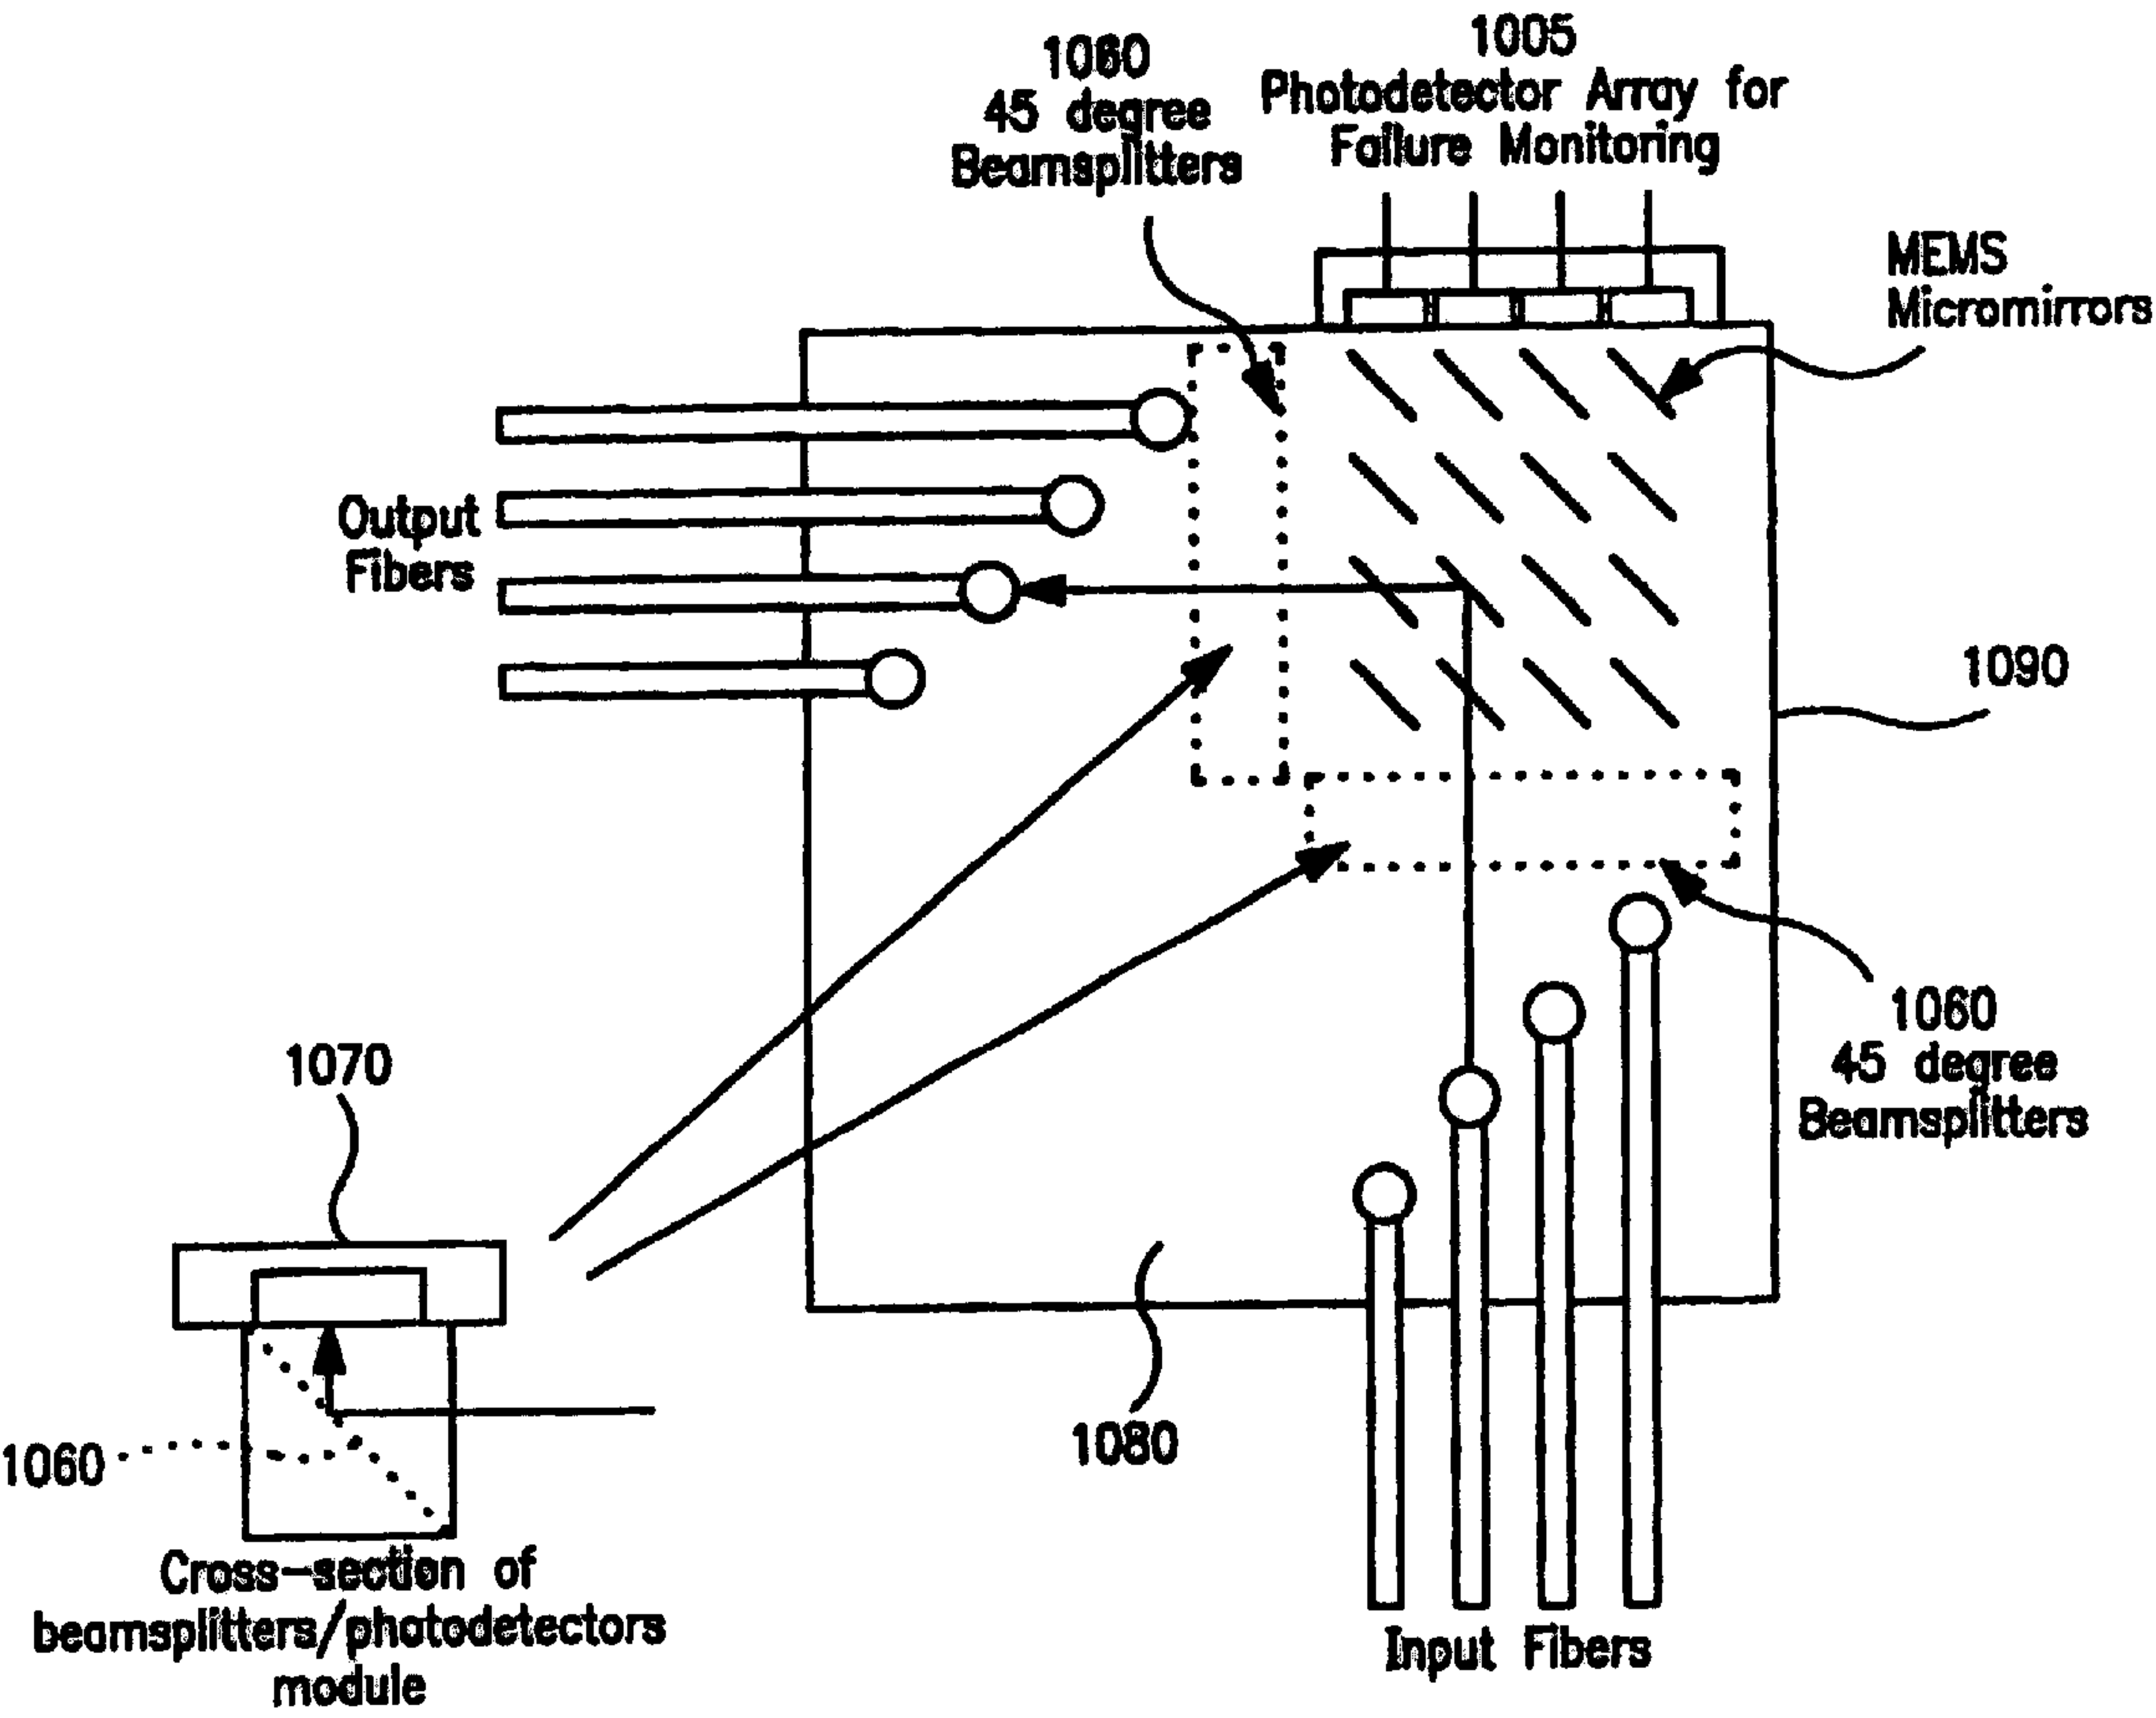 1060
45 degree
Beamsplitters
1005
Photodetector Array for
Failure Monitoring
MEMS
Micromirrors
Output
Fibers
1090
1060
45 degree
Beamsplitters
1070
1080
1060
Cross-section of
beamsplitters/photodetectors
module
Input Fibers